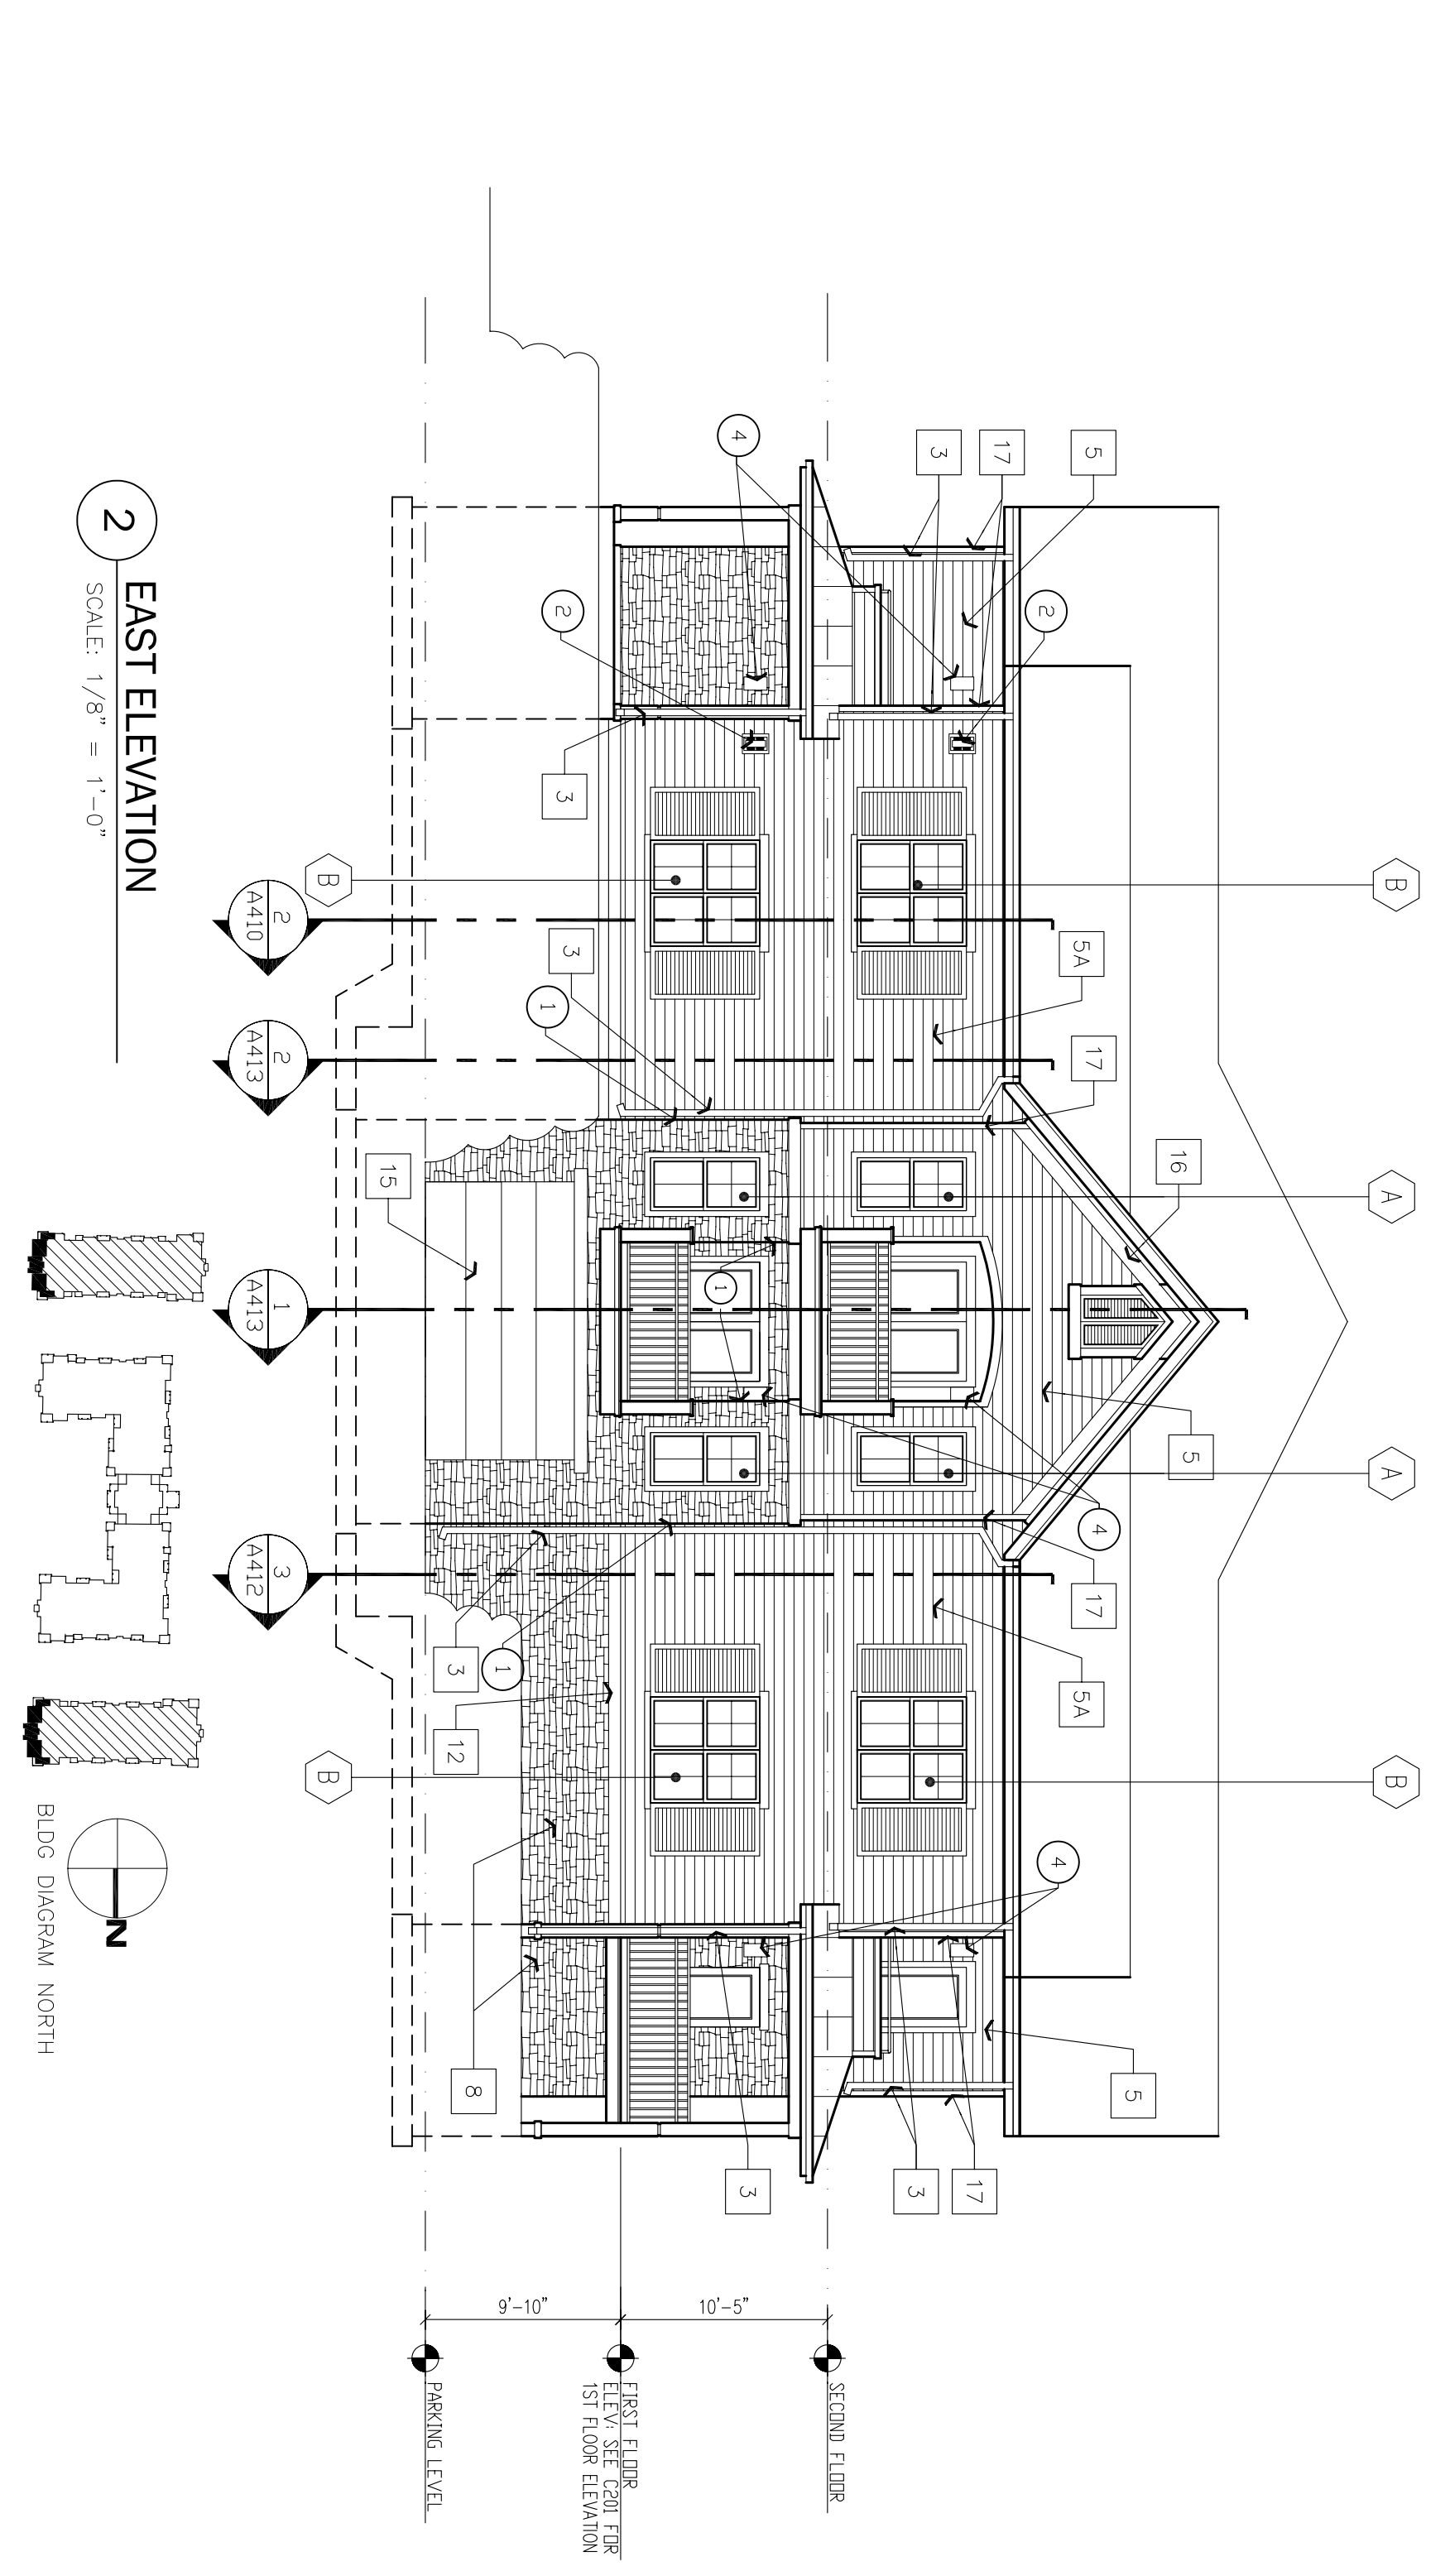 B
A
A
B
5
16
5
17
4
17
5
5A
5A
2
4
17
3
17
3
SECOND FLOOR
10'-5"
4
1
3
FIRST FLOOR
ELEV: SEE C201 FOR
1ST FLOOR ELEVATION
2
3
3
1
9'-10"
1
3
12
8
15
PARKING LEVEL
B
B
2
A410
2
A413
1
A413
3
A412
2
EAST ELEVATION
SCALE: 1/8" = 1'-0"
N
BLDG DIAGRAM NORTH